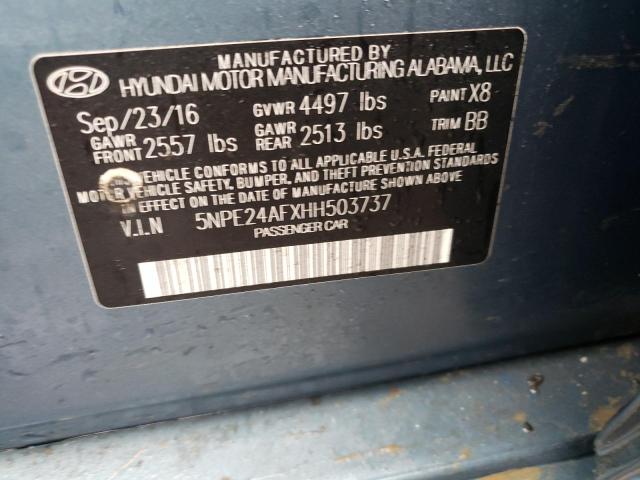 MANUFACTURED BY
HYUNDAI MOTOR MANUFACTURING ALABAMA, LLC
Sep/23/16 GVWR 4497 lbs PAINT X8
GAWR FRONT 2557 lbs GAWR REAR 2513 lbs TRIM BB
VEHICLE CONFORMS TO ALL APPLICABLE U.S.A. FEDERAL
MOTOR VEHICLE SAFETY, BUMPER, AND THEFT PREVENTION STANDARDS
IN EFFECT ON THE DATE OF MANUFACTURE SHOWN ABOVE
V.I.N 5NPE24AFXHH503737
PASSENGER CAR